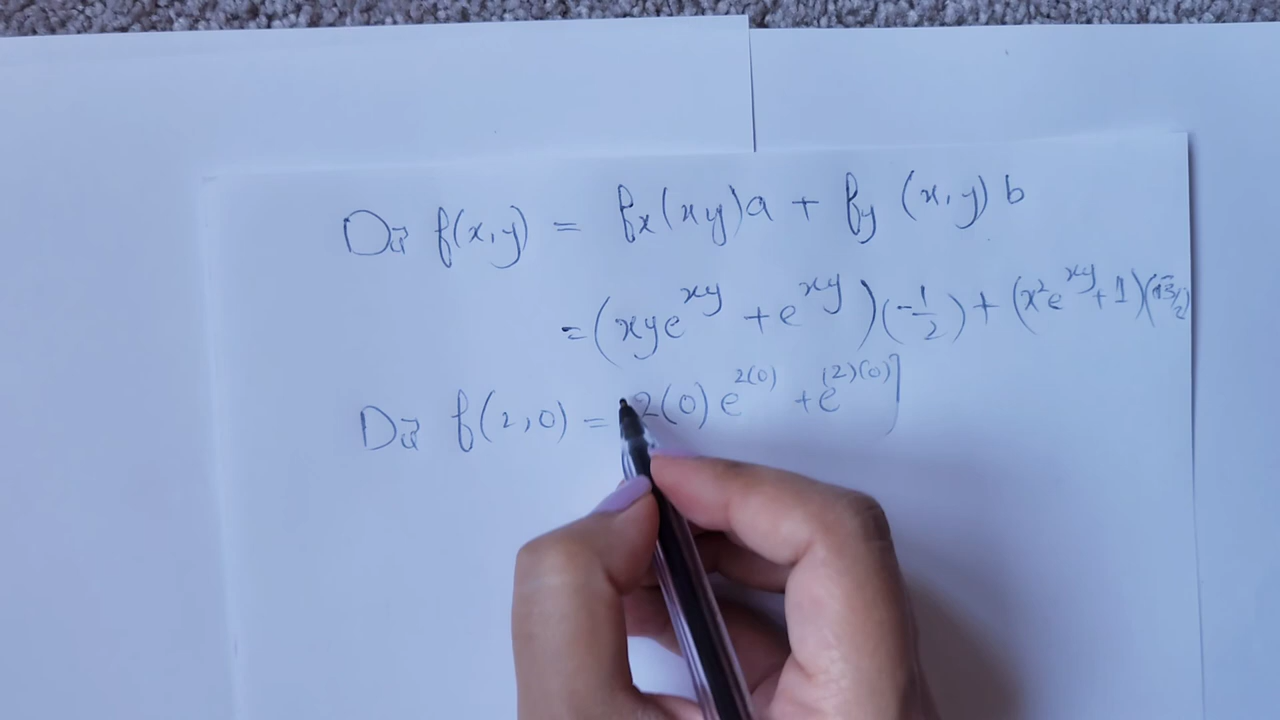 Dū f(x,y) = fx(xy)a + fy (x,y) b
= (xye^xy + e^xy)(-1/2) + (x²e^xy + 1)(√3/2)
Dū f(2,0) = 2(0) e^2(0) + e^(2)(0)]